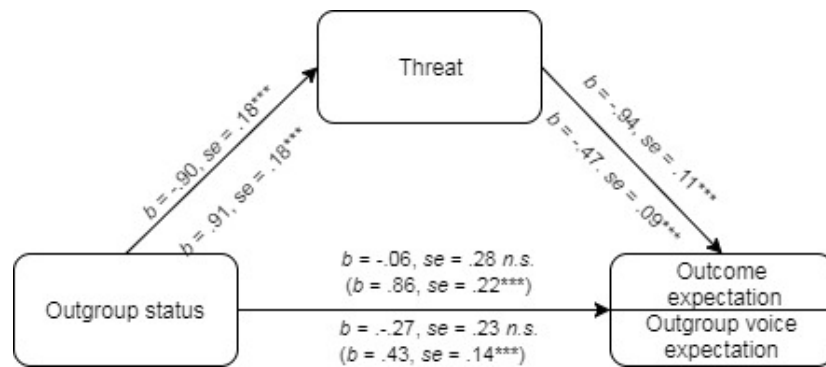 Threat
b = -.90, se = .18***
b = .91, se = .18***
b = -.94, se = .11***
b = -.47. se = .09***
Outgroup status
b = -.06, se = .28 n.s.
(b = .86, se = .22***)
b = .-.27, se = .23 n.s.
(b = .43, se = .14***)
Outcome
expectation
Outgroup voice
expectation